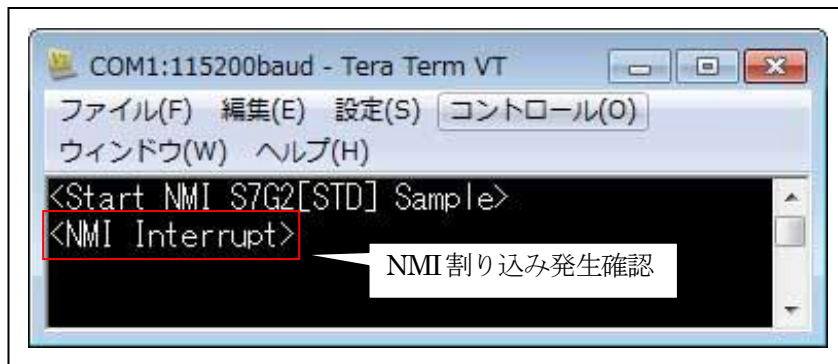 COM1:115200baud - Tera Term VT
ファイル(F) 編集(E) 設定(S) コントロール(O)
ウィンドウ(W) ヘルプ(H)
<Start NMI S7G2[STD] Sample>
<NMI Interrupt>
NMI割り込み発生確認